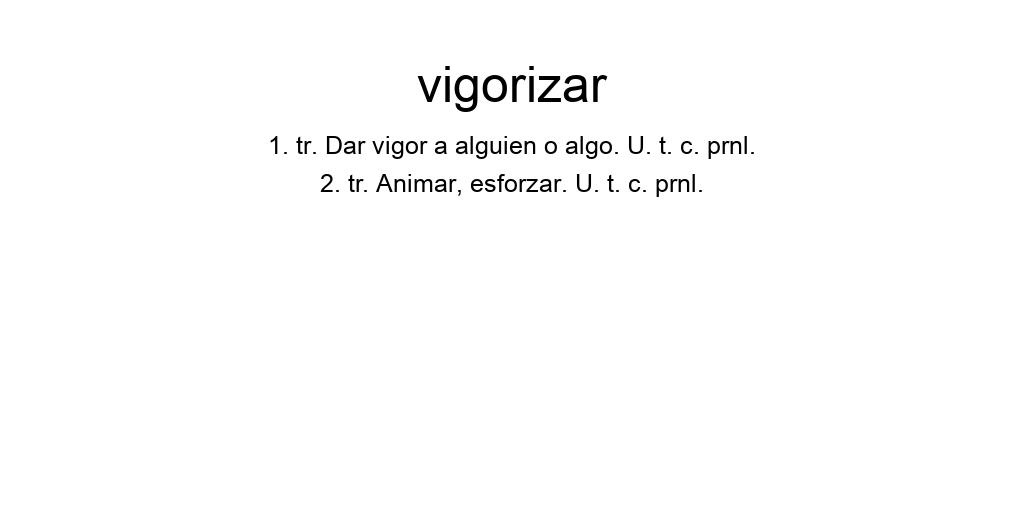 vigorizar
1. tr. Dar vigor a alguien o algo. U. t. c. prnl.
2. tr. Animar, esforzar. U. t. c. prnl.